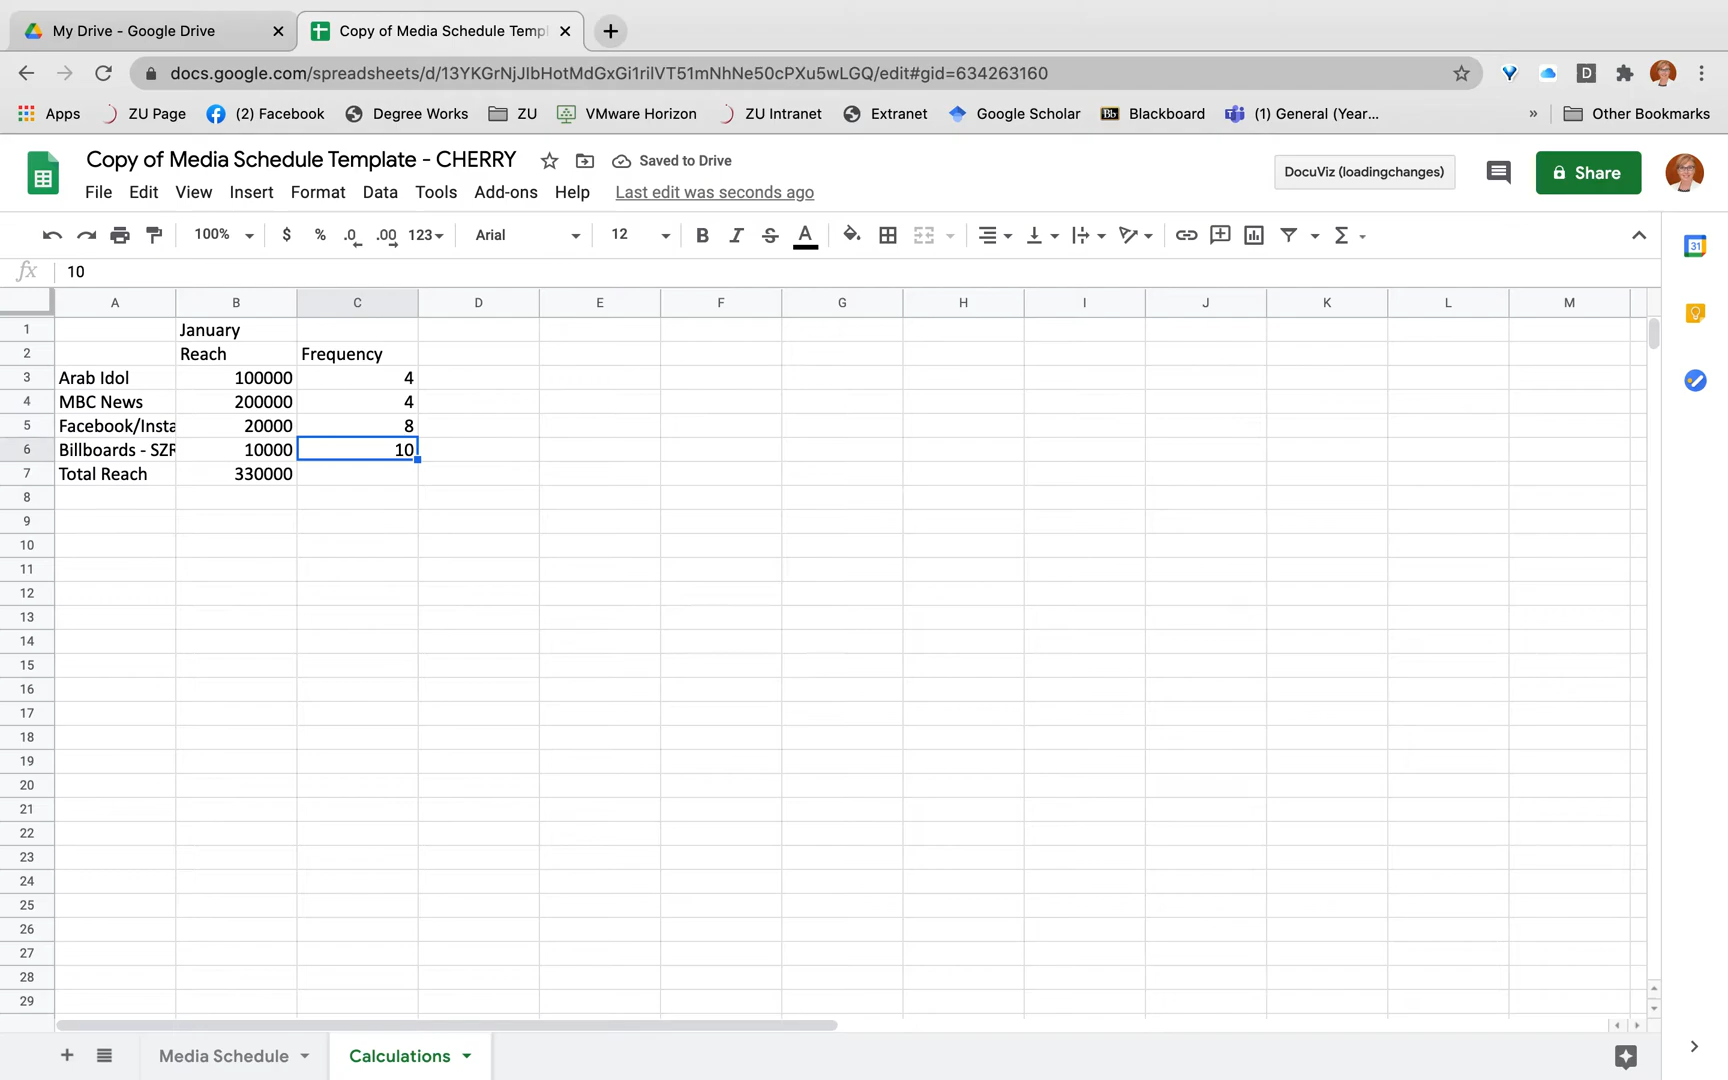 My Drive - Google Drive
Copy of Media Schedule Templ
docs.google.com/spreadsheets/d/13YKGrNjJIbHotMdGxGi1rilVT51mNhNe50cPXu5wLGQ/edit#gid=634263160
Apps ZU Page (2) Facebook Degree Works ZU VMware Horizon ZU Intranet Extranet Google Scholar Bb Blackboard (1) General (Year... » Other Bookmarks
Copy of Media Schedule Template - CHERRY Saved to Drive
DocuViz (loadingchanges) Share
File Edit View Insert Format Data Tools Add-ons Help Last edit was seconds ago
100% $ % .0 .00 123 Arial 12 B I S A Σ
31
fx 10
A B C D E F G H I J K L M
1 January
2 Reach Frequency
3 Arab Idol 100000 4
4 MBC News 200000 4
5 Facebook/Insta 20000 8
6 Billboards - SZR 10000 10
7 Total Reach 330000
8
9
10
11
12
13
14
15
16
17
18
19
20
21
22
23
24
25
26
27
28
29
Media Schedule Calculations